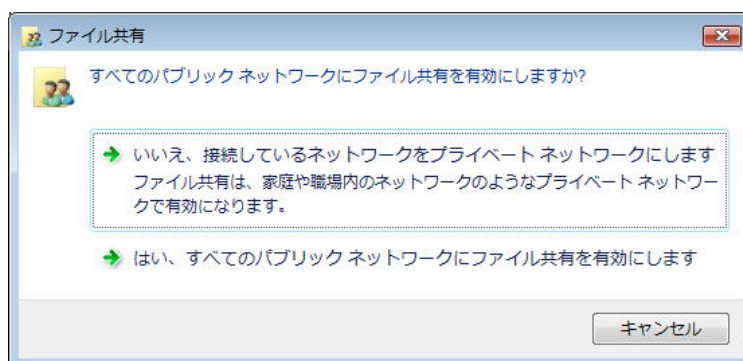 ファイル共有
すべてのパブリック ネットワークにファイル共有を有効にしますか?
いいえ、接続しているネットワークをプライベート ネットワークにします
ファイル共有は、家庭や職場内のネットワークのようなプライベート ネットワー
クで有効になります。
はい、すべてのパブリック ネットワークにファイル共有を有効にします
キャンセル